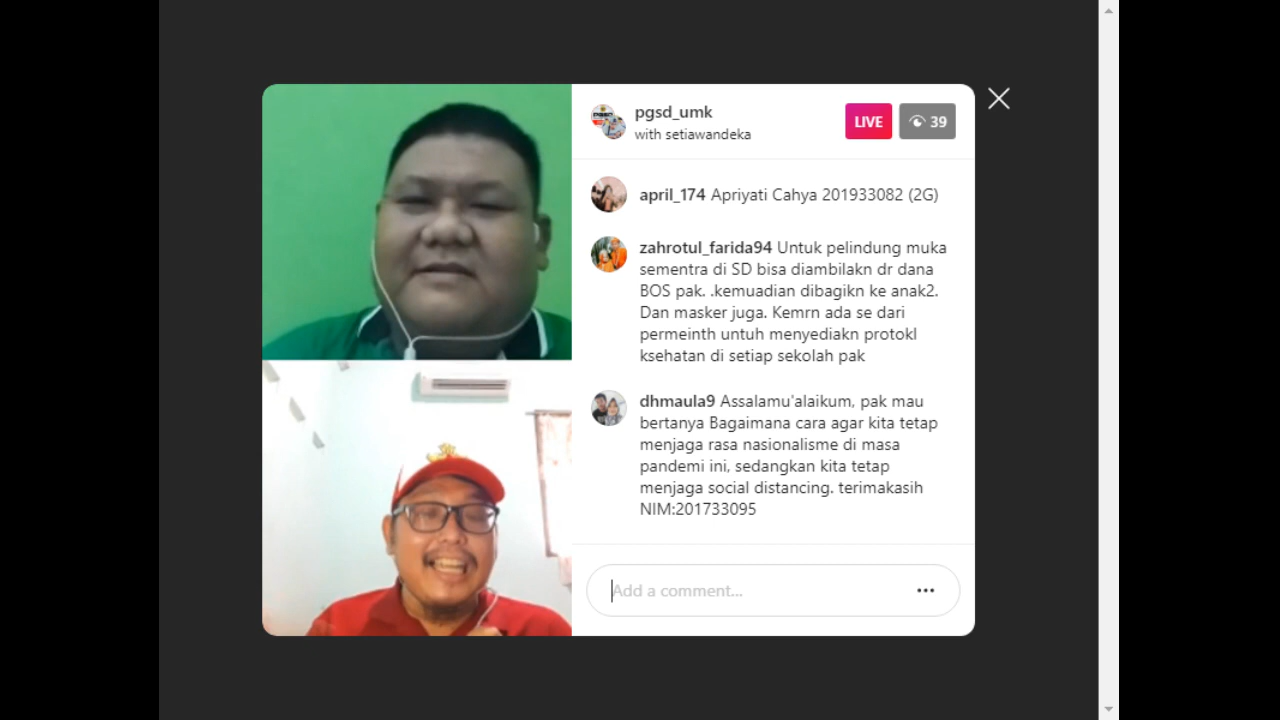 pgsd_umk
with setiawandeka
LIVE
39
april_174 Apriyati Cahya 201933082 (2G)
zahrotul_farida94 Untuk pelindung muka
sementra di SD bisa diambilakn dr dana
BOS pak. .kemuadian dibagikn ke anak2.
Dan masker juga. Kemrn ada se dari
permeinth untuh menyediakn protokl
ksehatan di setiap sekolah pak
dhmaula9 Assalamu'alaikum, pak mau
bertanya Bagaimana cara agar kita tetap
menjaga rasa nasionalisme di masa
pandemi ini, sedangkan kita tetap
menjaga social distancing. terimakasih
NIM:201733095
Add a comment...